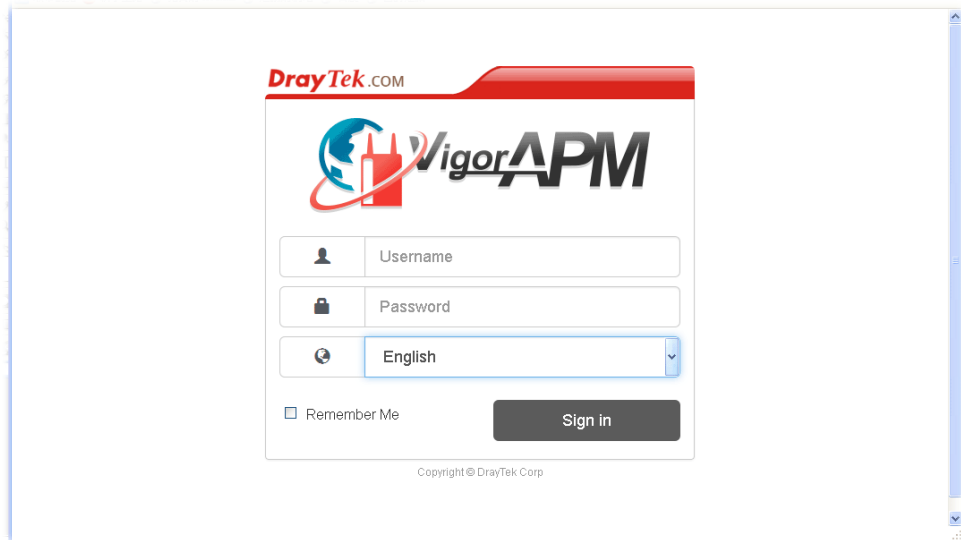 DrayTek.COM
VigorAPM
Username
Password
English
Remember Me
Sign in
Copyright © DrayTek Corp